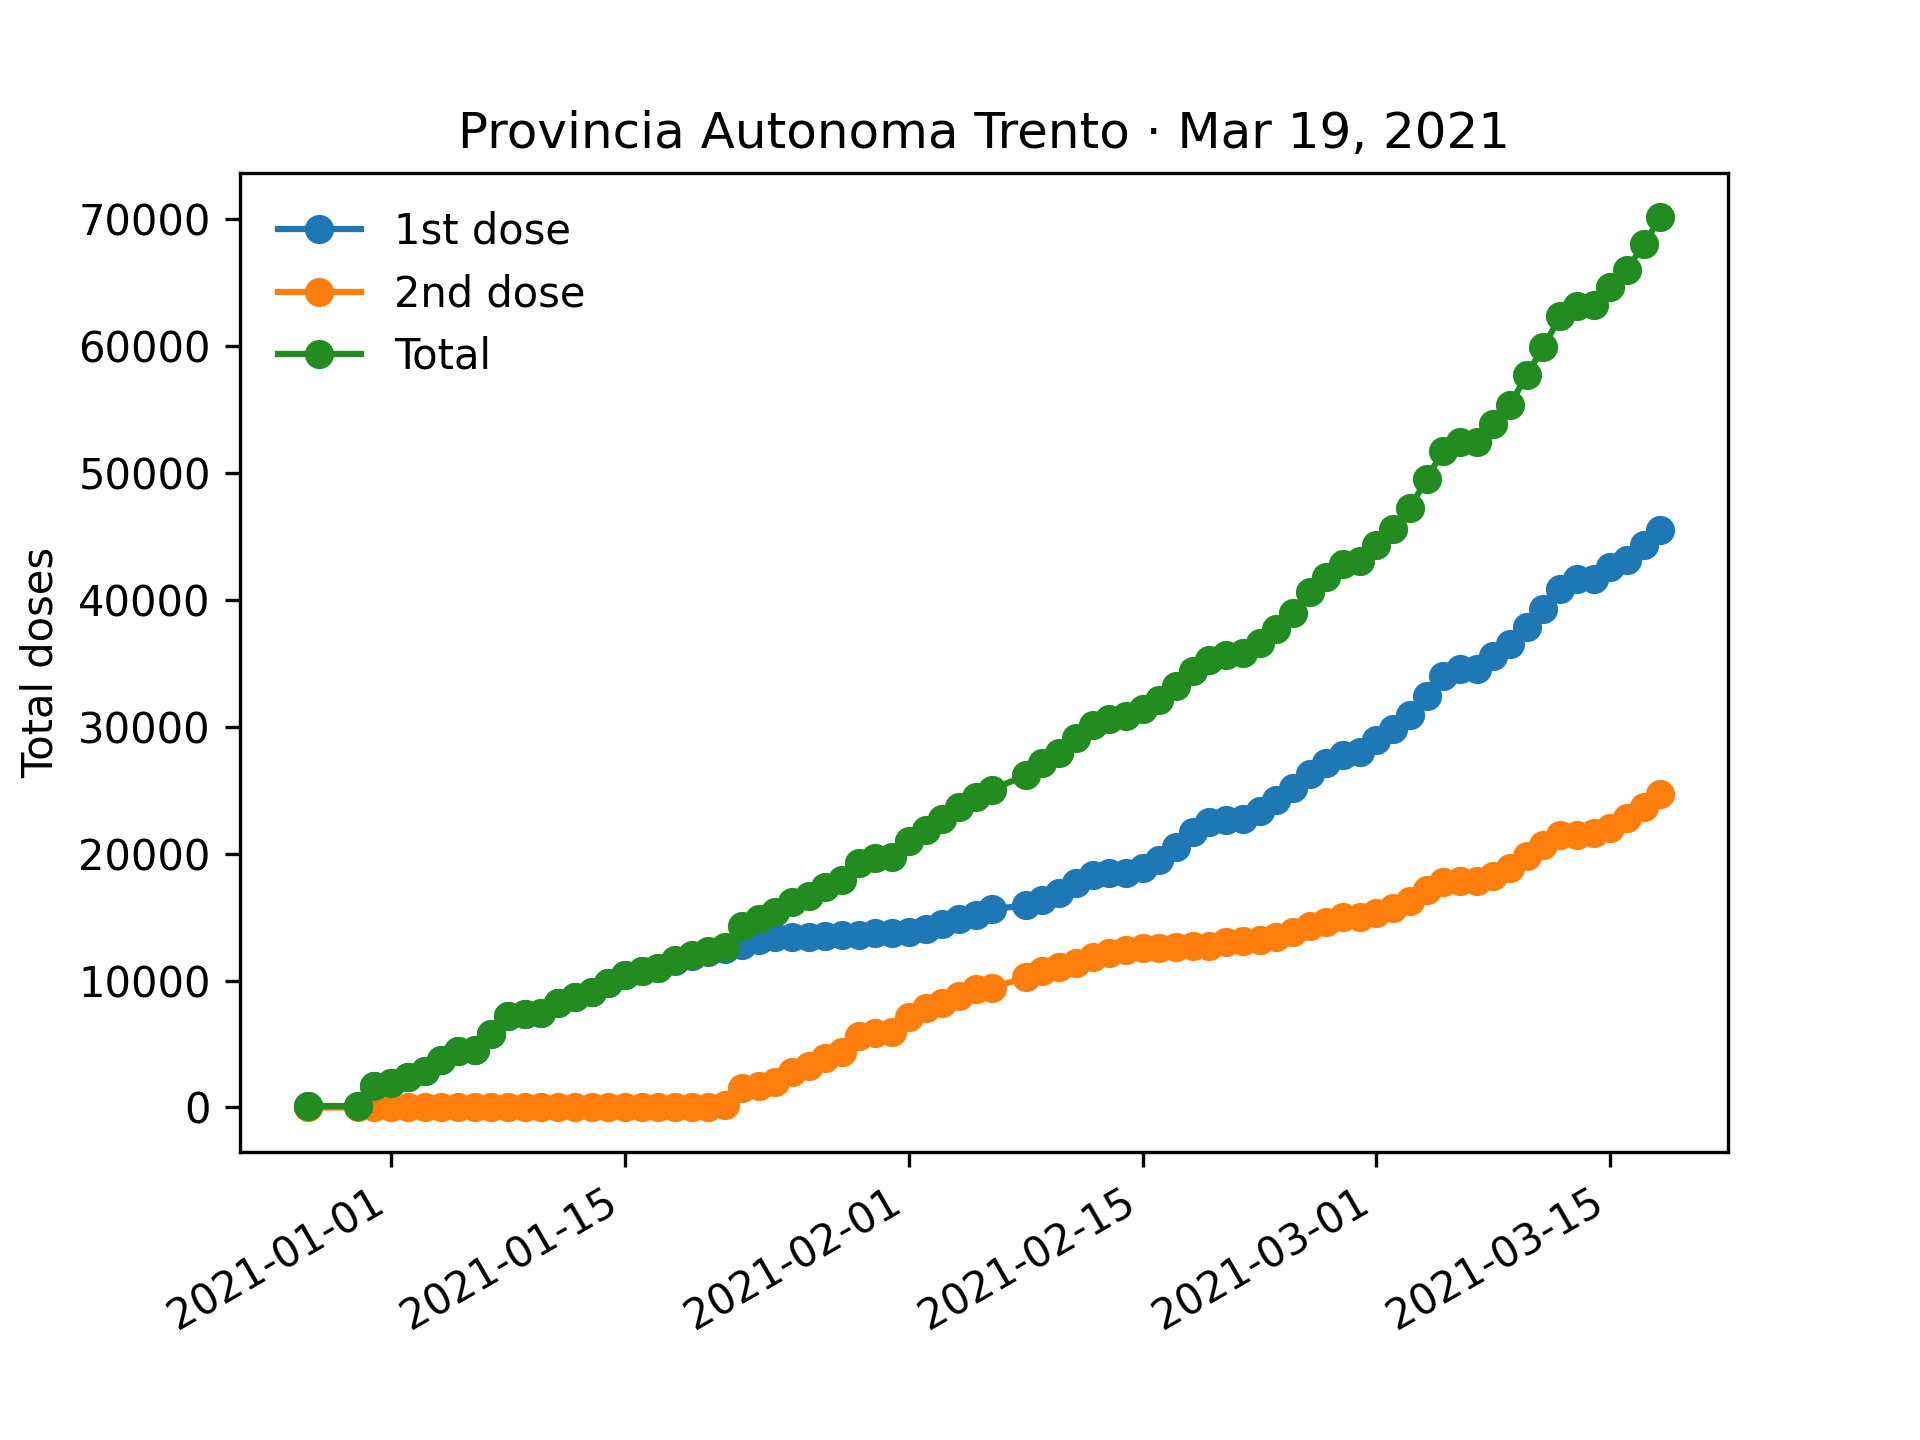 Provincia Autonoma Trento · Mar 19, 2021
1st dose
2nd dose
Total
Total doses
70000
60000
50000
40000
30000
20000
10000
0
2021-01-01
2021-01-15
2021-02-01
2021-02-15
2021-03-01
2021-03-15